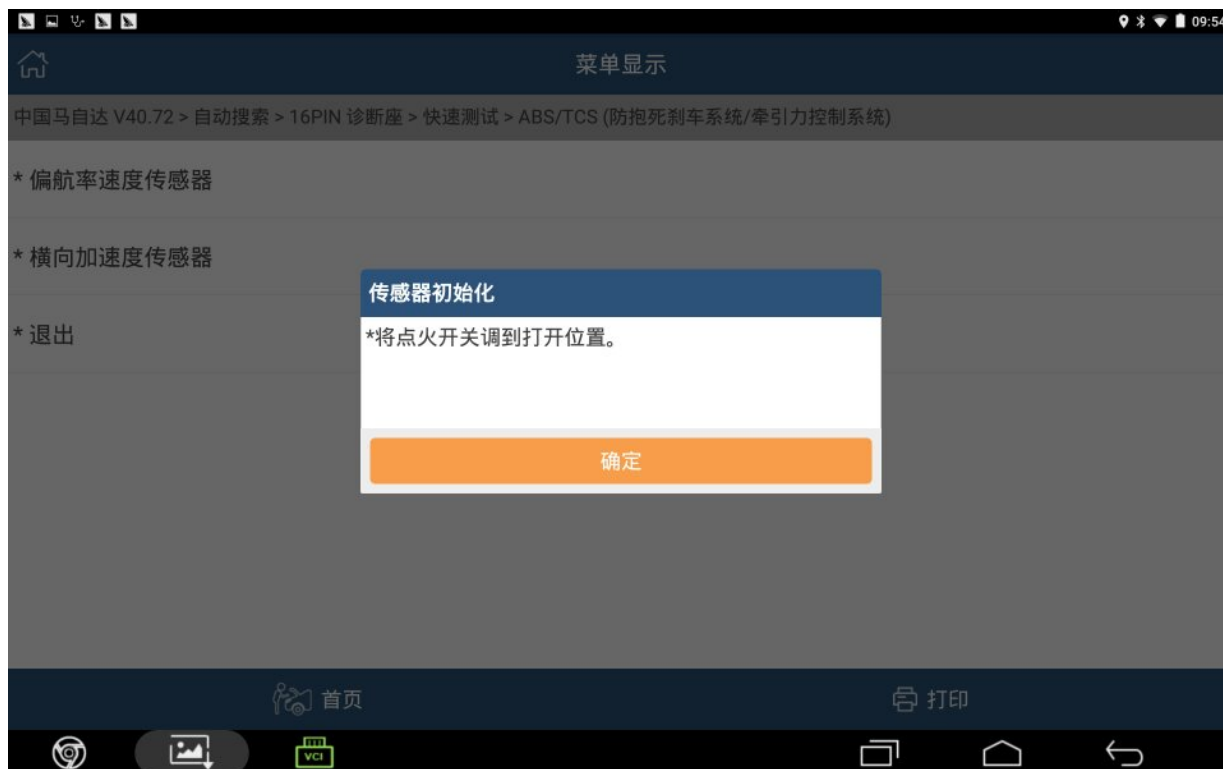 09:54
菜单显示
中国马自达 V40.72 > 自动搜索 > 16PIN 诊断座 > 快速测试 > ABS/TCS (防抱死刹车系统/牵引力控制系统)
* 偏航率速度传感器
* 横向加速度传感器
传感器初始化
* 退出
*将点火开关调到打开位置。
确定
首页
打印
VCI